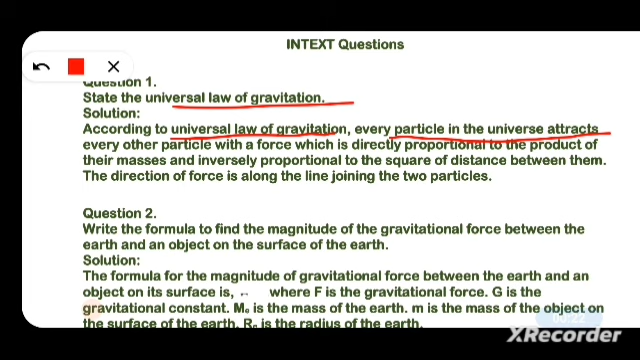 INTEXT Questions
Question 1.
State the universal law of gravitation.
Solution:
According to universal law of gravitation, every particle in the universe attracts
every other particle with a force which is directly proportional to the product of
their masses and inversely proportional to the square of distance between them.
The direction of force is along the line joining the two particles.
Question 2.
Write the formula to find the magnitude of the gravitational force between the
earth and an object on the surface of the earth.
Solution:
The formula for the magnitude of gravitational force between the earth and an
object on its surface is, where F is the gravitational force. G is the
gravitational constant. Mₑ is the mass of the earth. m is the mass of the object on
the surface of the earth. is the radius of the earth.
XRecorder